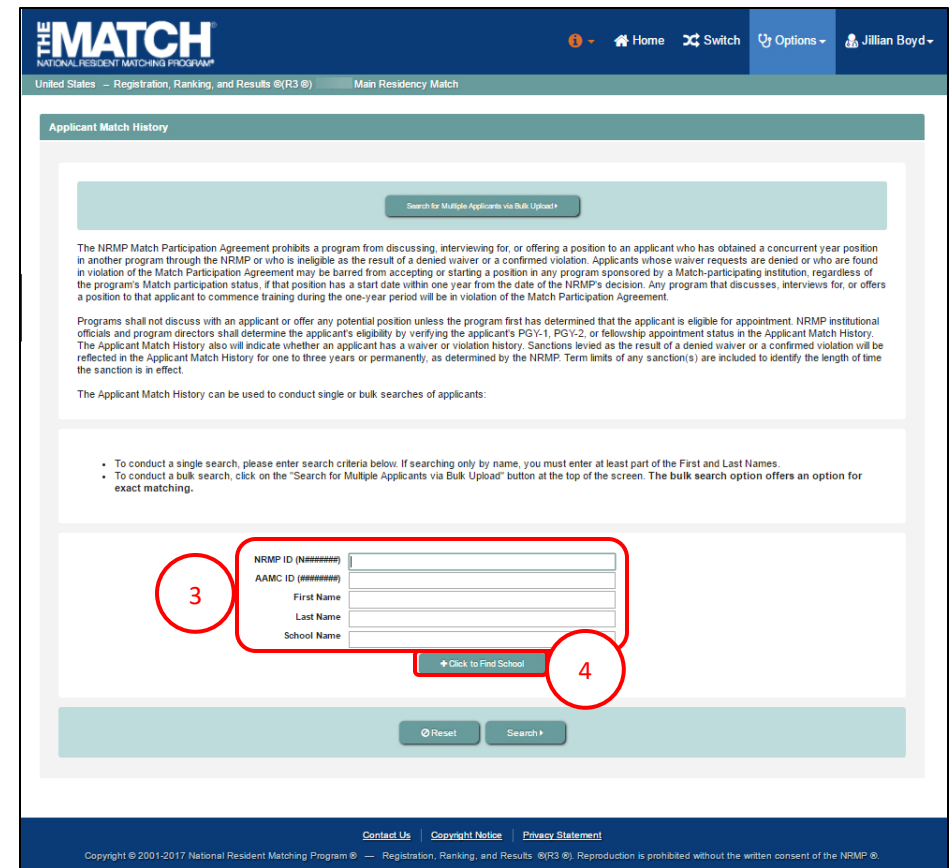 THE MATCH®
NATIONAL RESIDENT MATCHING PROGRAM®
Home Switch Options Jillian Boyd
United States – Registration, Ranking, and Results ®(R3 ®) Main Residency Match
Applicant Match History
Search for Multiple Applicants via Bulk Upload
The NRMP Match Participation Agreement prohibits a program from discussing, interviewing for, or offering a position to an applicant who has obtained a concurrent year position
in another program through the NRMP or who is ineligible as the result of a denied waiver or a confirmed violation. Applicants whose waiver requests are denied or who are found
in violation of the Match Participation Agreement may be barred from accepting or starting a position in any program sponsored by a Match-participating institution, regardless of
the program's Match participation status, if that position has a start date within one year from the date of the NRMP's decision. Any program that discusses, interviews for, or offers
a position to that applicant to commence training during the one-year period will be in violation of the Match Participation Agreement.
Programs shall not discuss with an applicant or offer any potential position unless the program first has determined that the applicant is eligible for appointment. NRMP institutional
officials and program directors shall determine the applicant's eligibility by verifying the applicant's PGY-1, PGY-2, or fellowship appointment status in the Applicant Match History.
The Applicant Match History also will indicate whether an applicant has a waiver or violation history. Sanctions levied as the result of a denied waiver or a confirmed violation will be
reflected in the Applicant Match History for one to three years or permanently, as determined by the NRMP. Term limits of any sanction(s) are included to identify the length of time
the sanction is in effect.
The Applicant Match History can be used to conduct single or bulk searches of applicants:
• To conduct a single search, please enter search criteria below. If searching only by name, you must enter at least part of the First and Last Names.
• To conduct a bulk search, click on the "Search for Multiple Applicants via Bulk Upload" button at the top of the screen. The bulk search option offers an option for
exact matching.
NRMP ID (N#######)
AAMC ID (########)
First Name
Last Name
School Name
3
+ Click to Find School
4
Reset Search
Contact Us | Copyright Notice | Privacy Statement
Copyright © 2001-2017 National Resident Matching Program ® — Registration, Ranking, and Results ®(R3 ®). Reproduction is prohibited without the written consent of the NRMP ®.